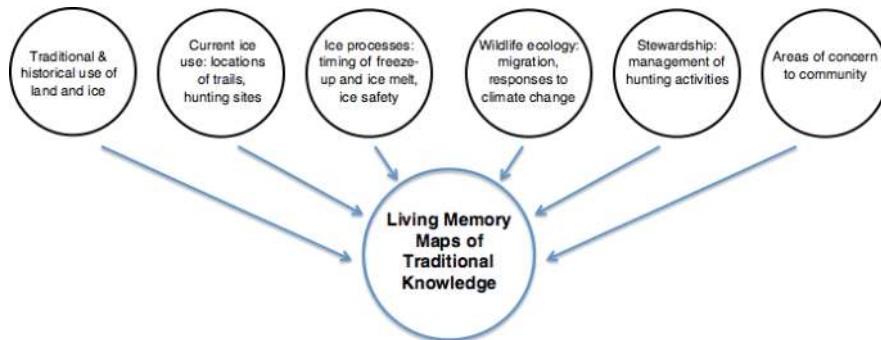 Traditional &
historical use of
land and ice
Current ice
use: locations
of trails,
hunting sites
Ice processes:
timing of freeze-
up and ice melt,
ice safety
Wildlife ecology:
migration,
responses to
climate change
Stewardship:
management of
hunting activities
Areas of concern
to community
Living Memory
Maps of
Traditional
Knowledge